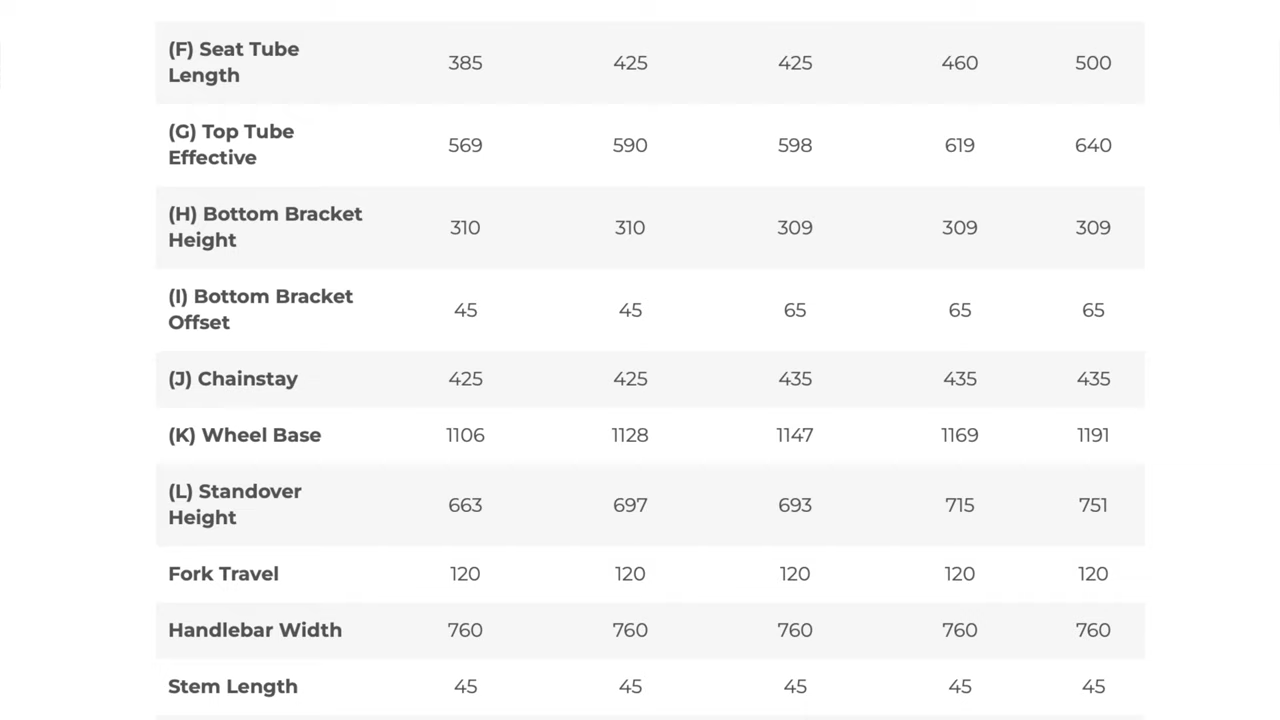 (F) Seat Tube
Length 385 425 425 460 500
(G) Top Tube
Effective 569 590 598 619 640
(H) Bottom Bracket
Height 310 310 309 309 309
(I) Bottom Bracket
Offset 45 45 65 65 65
(J) Chainstay 425 425 435 435 435
(K) Wheel Base 1106 1128 1147 1169 1191
(L) Standover
Height 663 697 693 715 751
Fork Travel 120 120 120 120 120
Handlebar Width 760 760 760 760 760
Stem Length 45 45 45 45 45